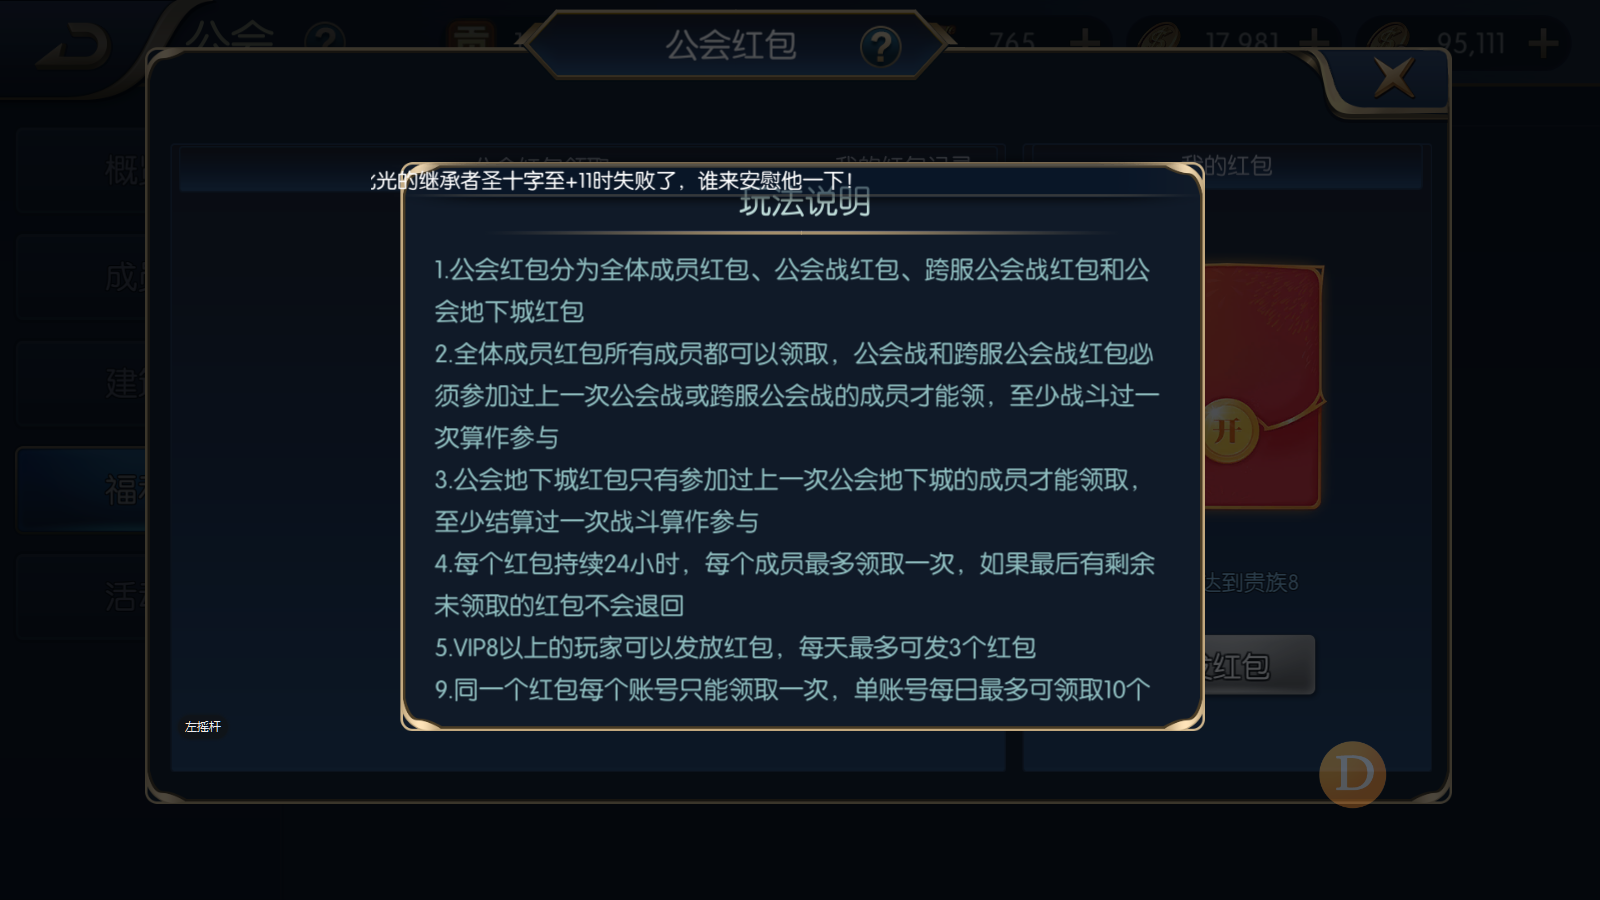 公会
?
贡
公会红包
?
765
17,981
95,111
我的红包记录
的红包
光的继承者圣十字至+11时失败了，谁来安慰他一下！
玩法说明
1.公会红包分为全体成员红包、公会战红包、跨服公会战红包和公
会地下城红包
2.全体成员红包所有成员都可以领取，公会战和跨服公会战红包必
须参加过上一次公会战或跨服公会战的成员才能领，至少战斗过一
次算作参与
3.公会地下城红包只有参加过上一次公会地下城的成员才能领取，
至少结算过一次战斗算作参与
4.每个红包持续24小时，每个成员最多领取一次，如果最后有剩余
未领取的红包不会退回
5.VIP8以上的玩家可以发放红包，每天最多可发3个红包
9.同一个红包每个账号只能领取一次，单账号每日最多可领取10个
概
成
建
福
活
开
达到贵族8
红包
左摇杆
D